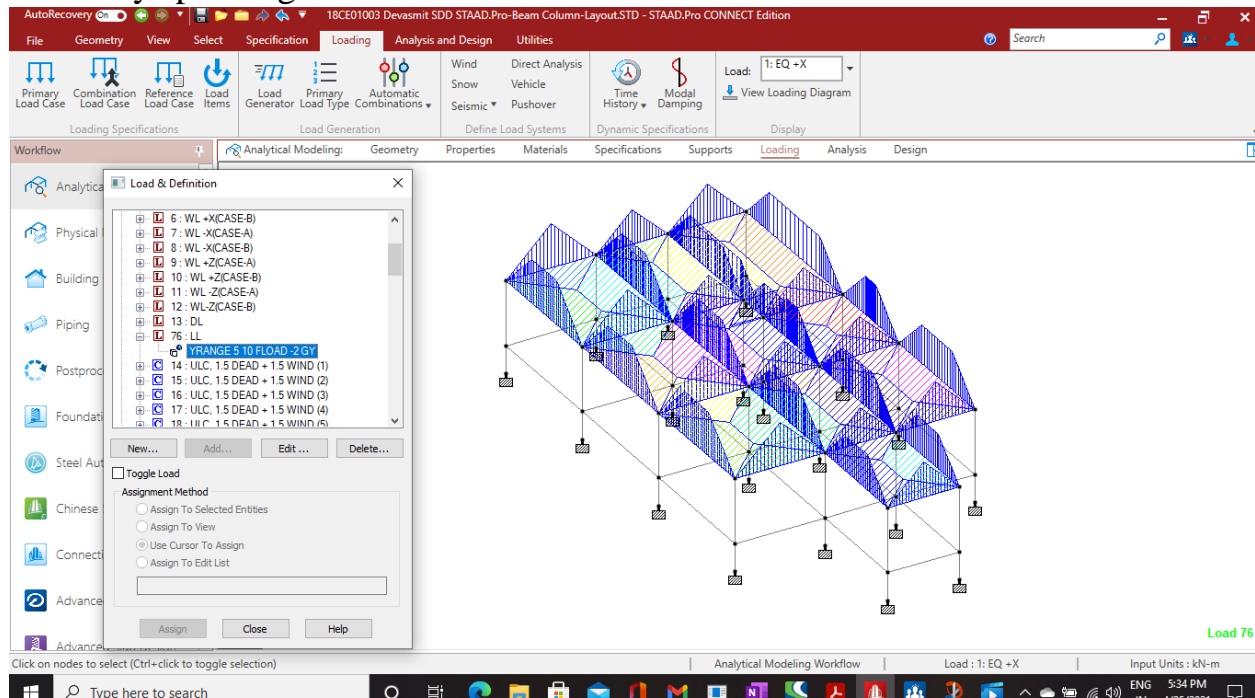 AutoRecovery On 18CE01003 Devasmit SDD STAAD.Pro-Beam Column-Layout.STD - STAAD.Pro CONNECT Edition
File Geometry View Select Specification Loading Analysis and Design Utilities Search
Primary Load Case
Combination Load Case
Reference Load Case
Load Items
Loading Specifications
Load Generator
Primary Load Type
Automatic Combinations
Load Generation
Wind
Snow
Seismic
Direct Analysis
Vehicle
Pushover
Define Load Systems
Time History
Modal Damping
Dynamic Specifications
Load: 1: EQ +X
View Loading Diagram
Display
Workflow
Analytical Modeling: Geometry Properties Materials Specifications Supports Loading Analysis Design
Analytica
Physical
Building
Piping
Postproc
Foundati
Steel Aut
Chinese
Connecti
Advance
Load & Definition
6 : WL +X(CASE-B)
7 : WL -X(CASE-A)
8 : WL -X(CASE-B)
9 : WL +Z(CASE-A)
10 : WL +Z(CASE-B)
11 : WL -Z(CASE-A)
12 : WL-Z(CASE-B)
13 : DL
76 : LL
YRANGE 5 10 FLOAD -2 GY
14 : ULC, 1.5 DEAD + 1.5 WIND (1)
15 : ULC, 1.5 DEAD + 1.5 WIND (2)
16 : ULC, 1.5 DEAD + 1.5 WIND (3)
17 : ULC, 1.5 DEAD + 1.5 WIND (4)
18 : ULC, 1.5 DEAD + 1.5 WIND (5)
New... Add... Edit ... Delete...
Toggle Load
Assignment Method
Assign To Selected Entities
Assign To View
Use Cursor To Assign
Assign To Edit List
Assign Close Help
Load 76
Click on nodes to select (Ctrl+click to toggle selection) Analytical Modeling Workflow Load : 1: EQ +X Input Units : kN-m
Type here to search ENG 5:34 PM